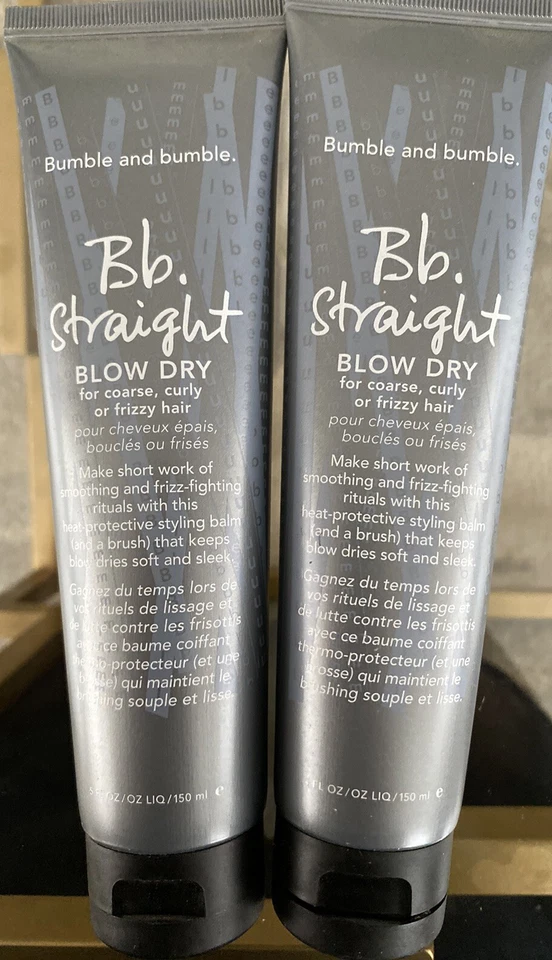 Bumble and bumble.
Bb.
Straight
BLOW DRY
for coarse, curly
or frizzy hair
pour cheveux épais,
bouclés ou frisés
Make short work of
smoothing and frizz-fighting
rituals with this
heat-protective styling balm
(and a brush) that keeps
blow dries soft and sleek.
Gagnez du temps lors de
vos rituels de lissage et
de lutte contre les frisottis
avec ce baume coiffant
thermo-protecteur (et une
brosse) qui maintient le
brushing souple et lisse.
5 FL OZ/OZ LIQ/150 ml e
Bumble and bumble.
Bb.
Straight
BLOW DRY
for coarse, curly
or frizzy hair
pour cheveux épais,
bouclés ou frisés
Make short work of
smoothing and frizz-fighting
rituals with this
heat-protective styling balm
(and a brush) that keeps
blow dries soft and sleek.
Gagnez du temps lors de
vos rituels de lissage et
de lutte contre les frisottis
avec ce baume coiffant
thermo-protecteur (et une
brosse) qui maintient le
brushing souple et lisse.
FL OZ/OZ LIQ/150 ml e